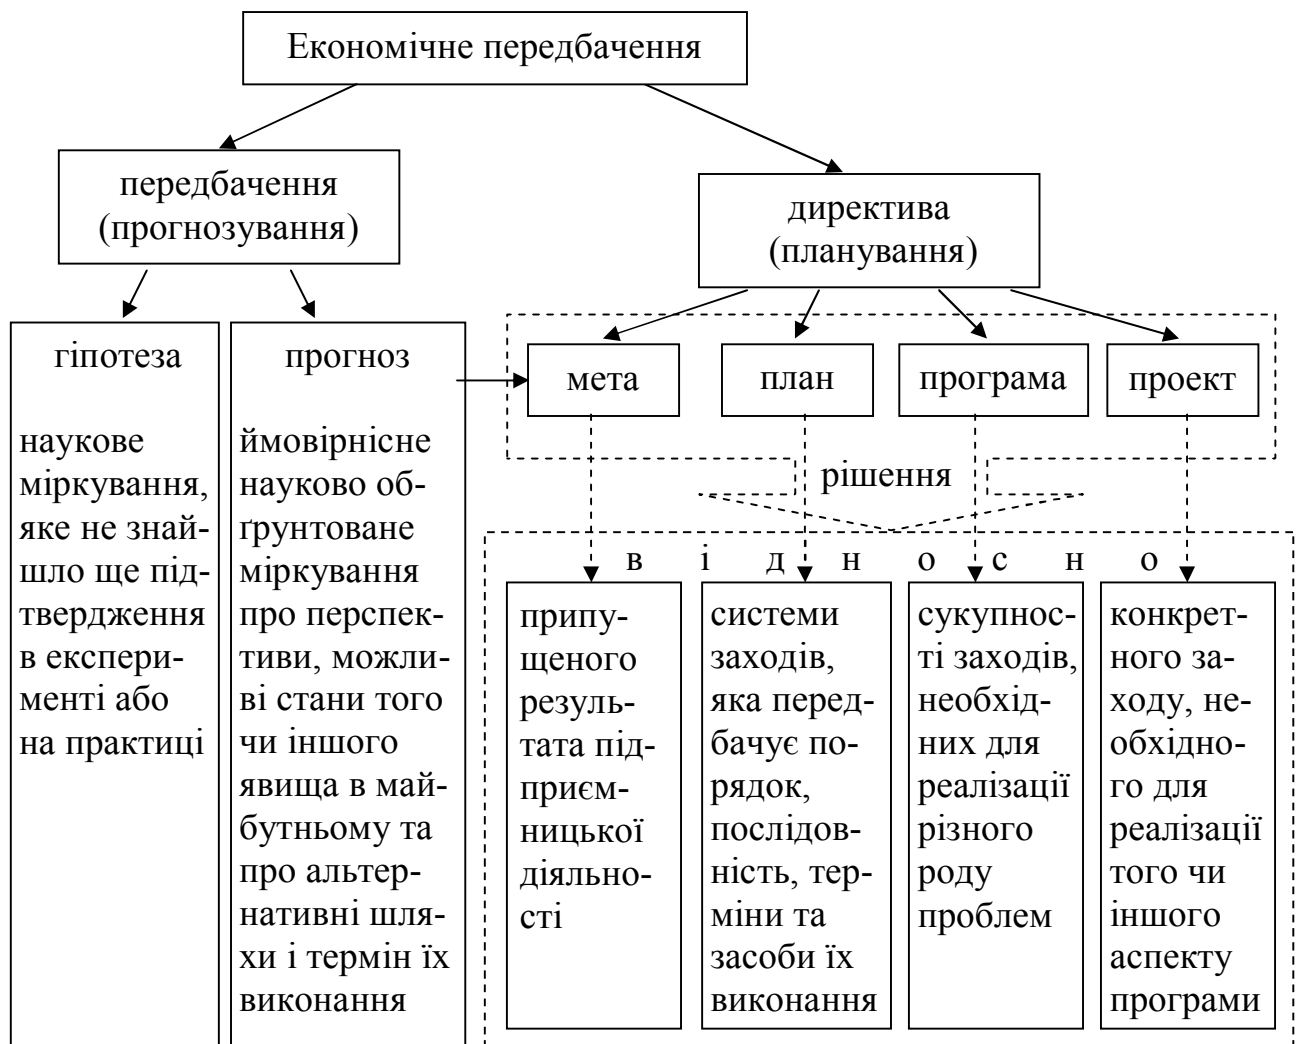 Економічне передбачення
передбачення
(прогнозування)
директива
(планування)
гіпотеза
наукове
міркування,
яке не знай-
шло ще під-
твердження
в експери-
менті або
на практиці
прогноз
ймовірнісне
науково об-
ґрунтоване
міркування
про перспек-
тиви, можли-
ві стани того
чи іншого
явища в май-
бутньому та
про альтер-
нативні шля-
хи і термін їх
виконання
мета
план
програма
проект
рішення
відносно
припу-
щеного
резуль-
тата під-
приєм-
ницької
діяльно-
сті
системи
заходів,
яка перед-
бачує по-
рядок,
послідов-
ність, тер-
міни та
засоби їх
виконання
сукупнос-
ті заходів,
необхід-
них для
реалізації
різного
роду
проблем
конкрет-
ного за-
ходу, не-
обхідно-
го для
реалізації
того чи
іншого
аспекту
програми